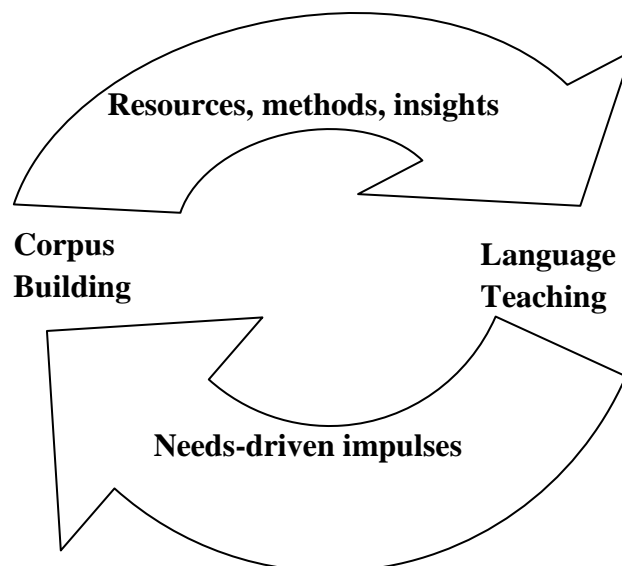 Resources, methods, insights
Corpus
Building
Language
Teaching
Needs-driven impulses